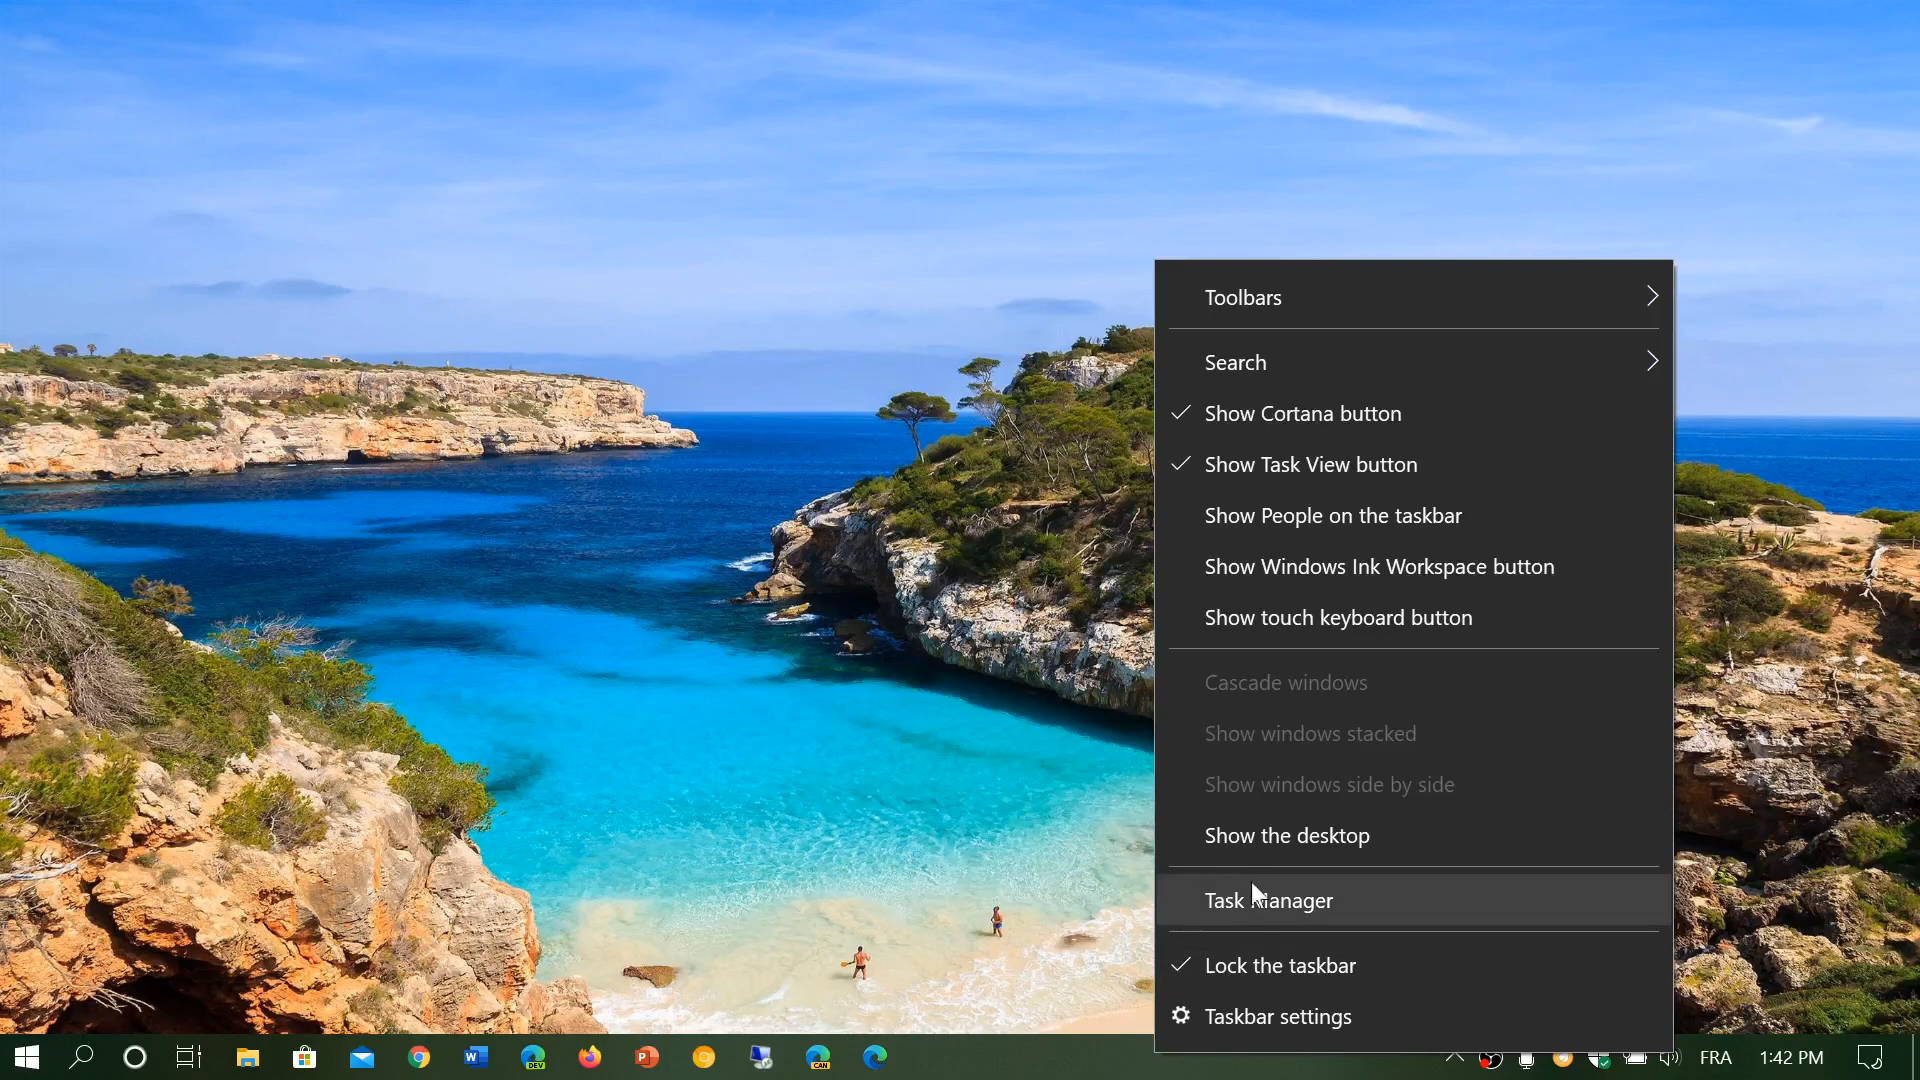 Toolbars
Search
Show Cortana button
Show Task View button
Show People on the taskbar
Show Windows Ink Workspace button
Show touch keyboard button
Cascade windows
Show windows stacked
Show windows side by side
Show the desktop
Task Manager
Lock the taskbar
Taskbar settings
DEV
CAN
FRA
1:42 PM